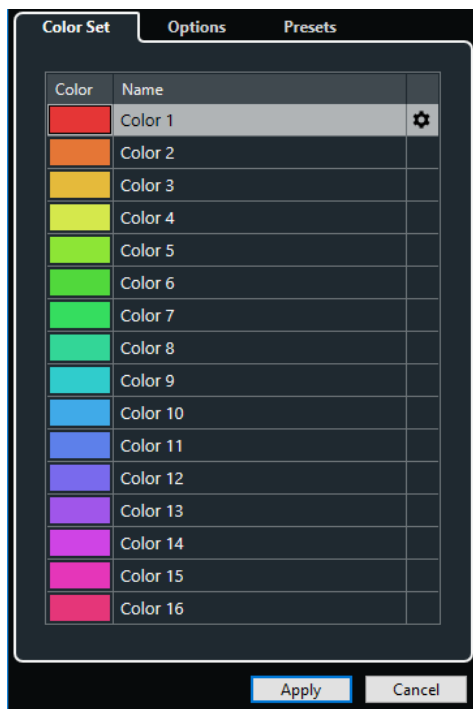 Color Set Options Presets
Color Name
Color 1
Color 2
Color 3
Color 4
Color 5
Color 6
Color 7
Color 8
Color 9
Color 10
Color 11
Color 12
Color 13
Color 14
Color 15
Color 16
Apply Cancel